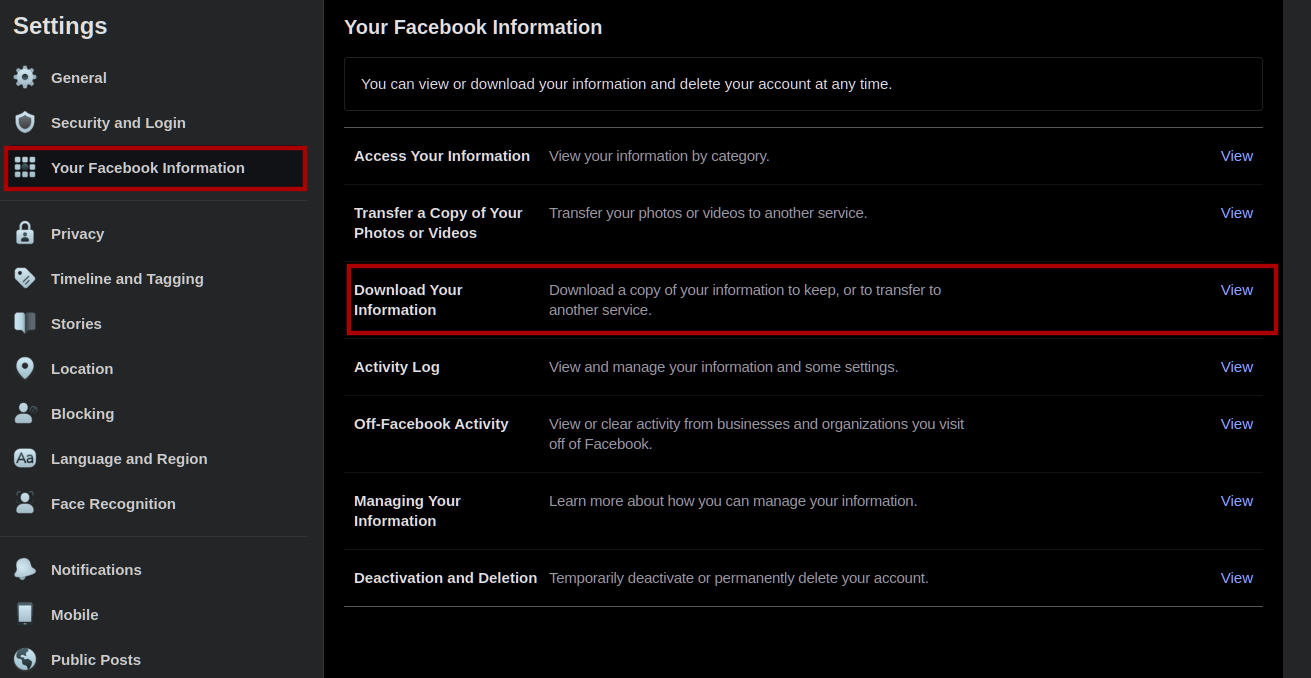 Settings
General
Security and Login
Your Facebook Information
Privacy
Timeline and Tagging
Stories
Location
Blocking
Aa
Language and Region
Face Recognition
Notifications
Mobile
Public Posts
Your Facebook Information
You can view or download your information and delete your account at any time.
Access Your Information View your information by category. View
Transfer a Copy of Your Transfer your photos or videos to another service. View
Photos or Videos
Download Your Download a copy of your information to keep, or to transfer to View
Information another service.
Activity Log View and manage your information and some settings. View
Off-Facebook Activity View or clear activity from businesses and organizations you visit View
off of Facebook.
Managing Your Learn more about how you can manage your information. View
Information
Deactivation and Deletion Temporarily deactivate or permanently delete your account. View